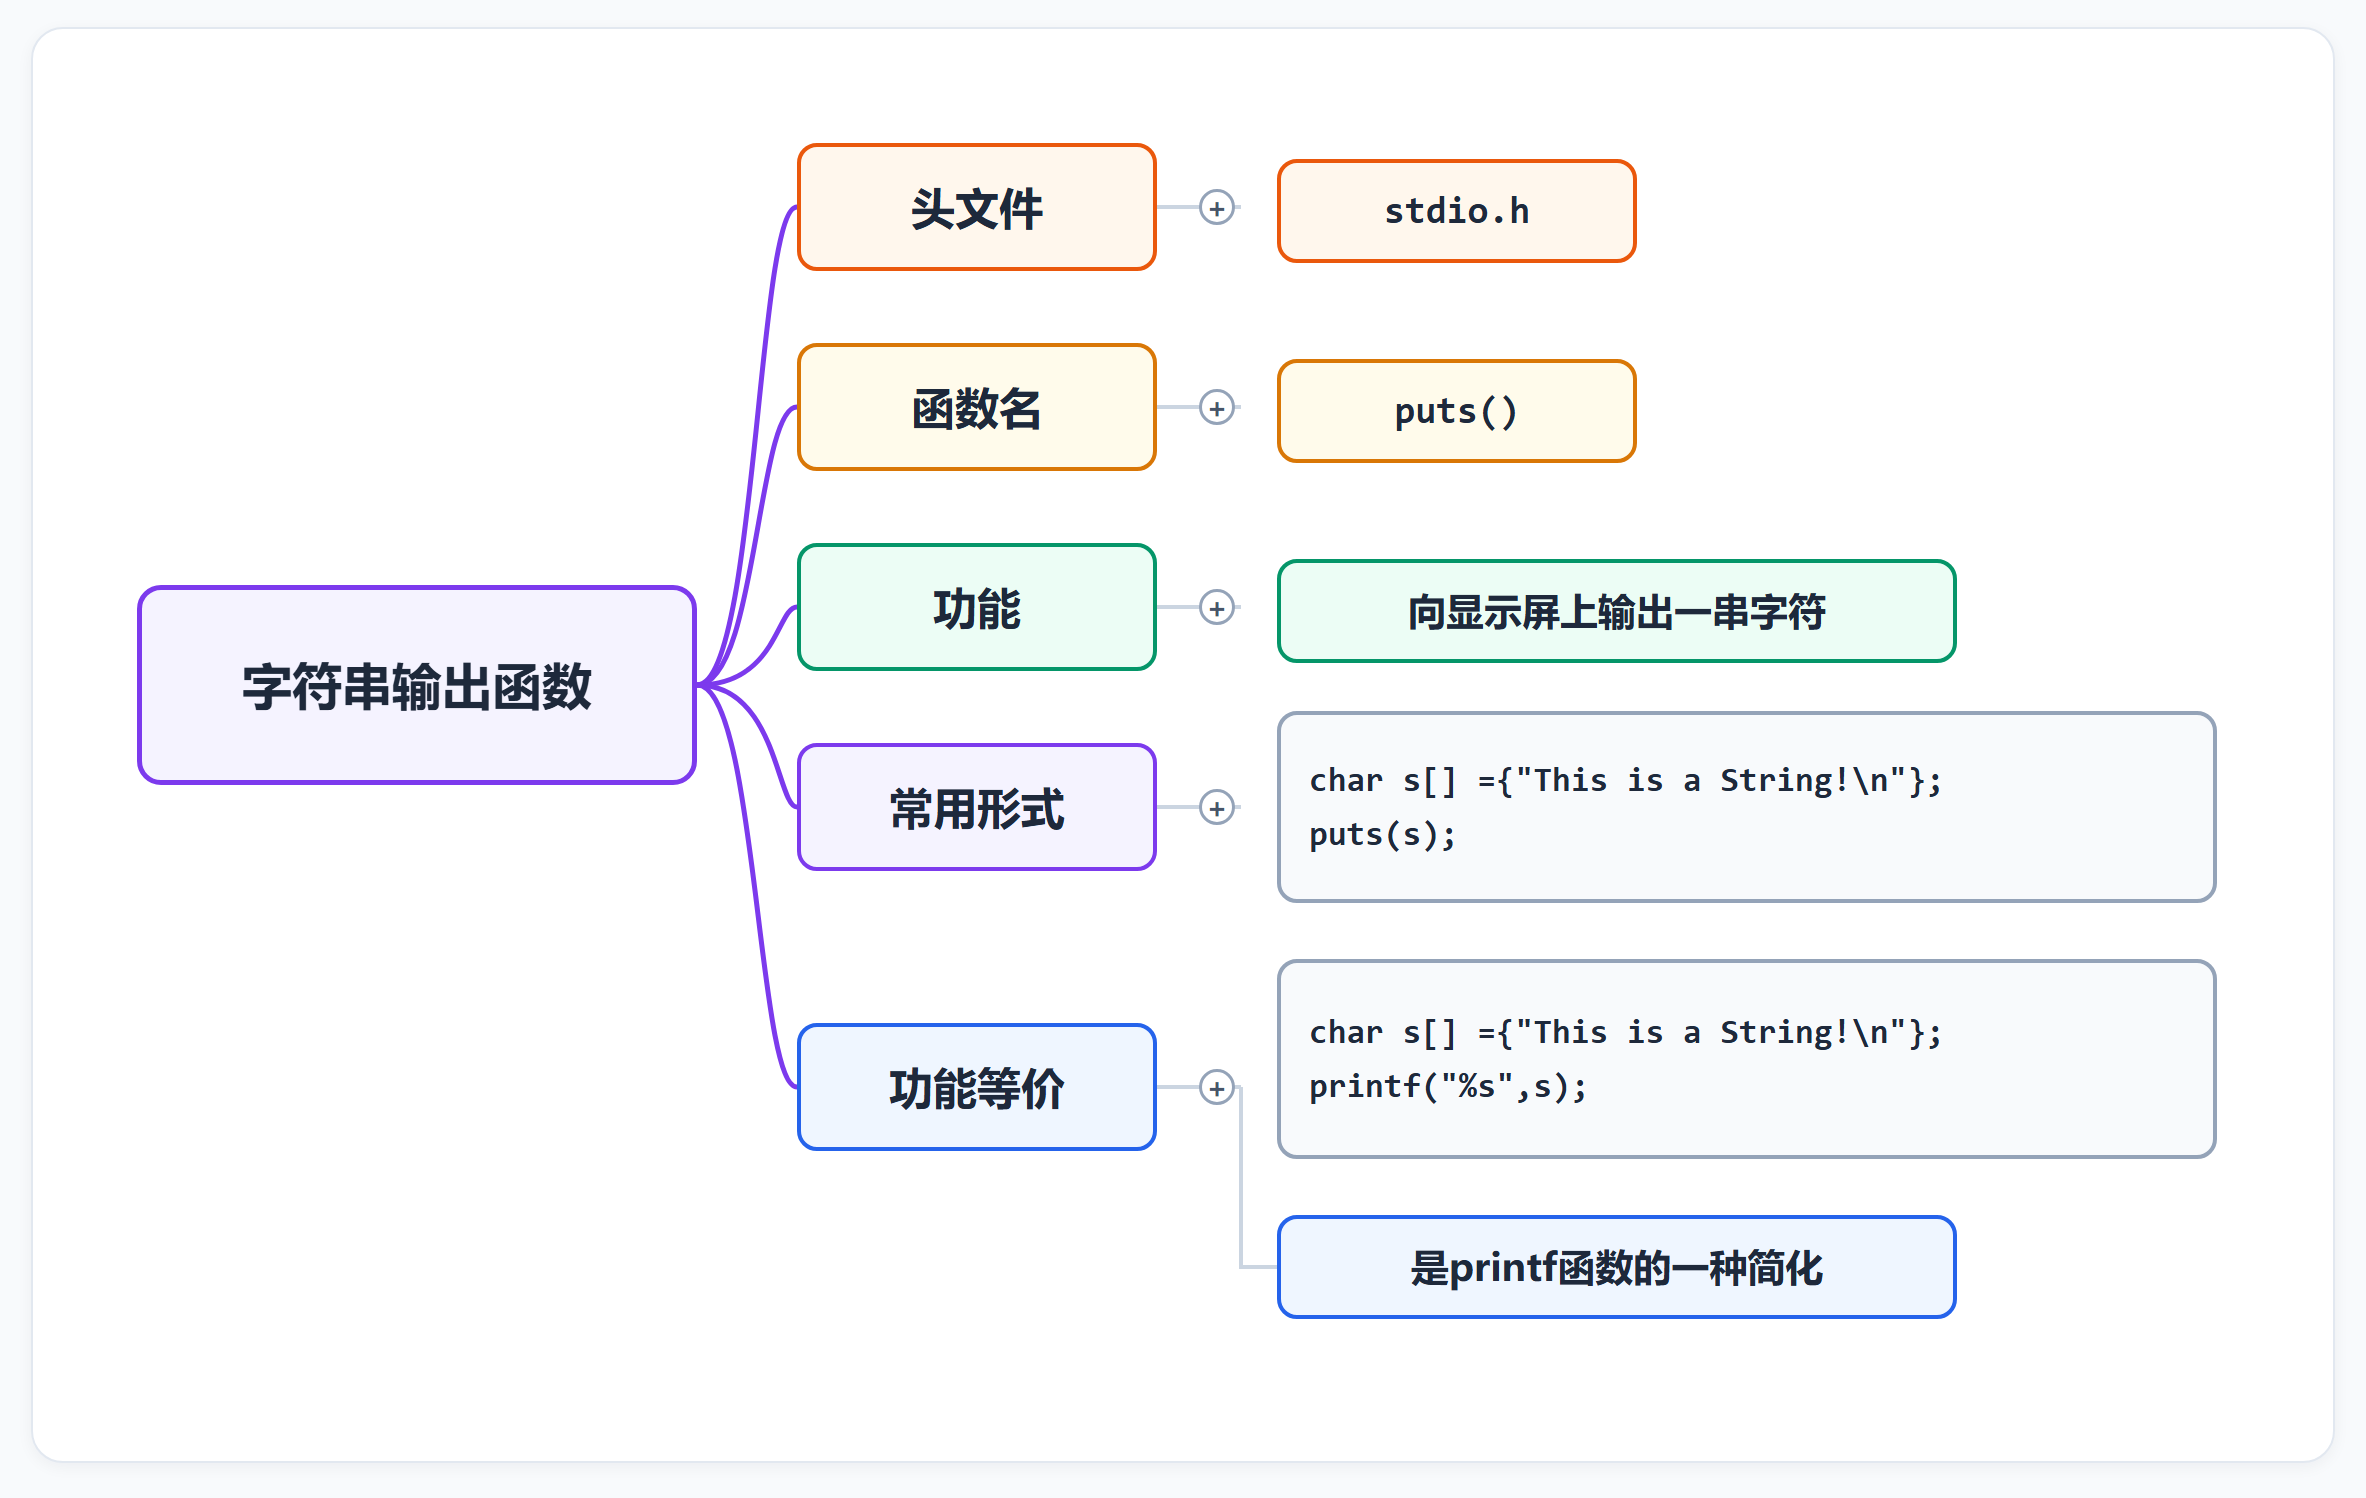 字符串输出函数
头文件
+
stdio.h
函数名
+
puts()
功能
+
向显示屏上输出一串字符
常用形式
+
char s[] ={"This is a String!\n"};
puts(s);
功能等价
+
char s[] ={"This is a String!\n"};
printf("%s",s);
是printf函数的一种简化